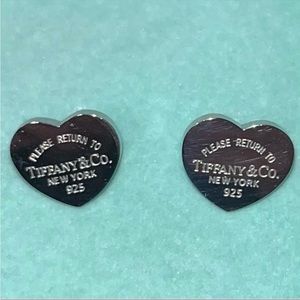 PLEASE RETURN TO
TIFFANY & CO.
NEW YORK
925
PLEASE RETURN TO
TIFFANY & CO.
NEW YORK
925